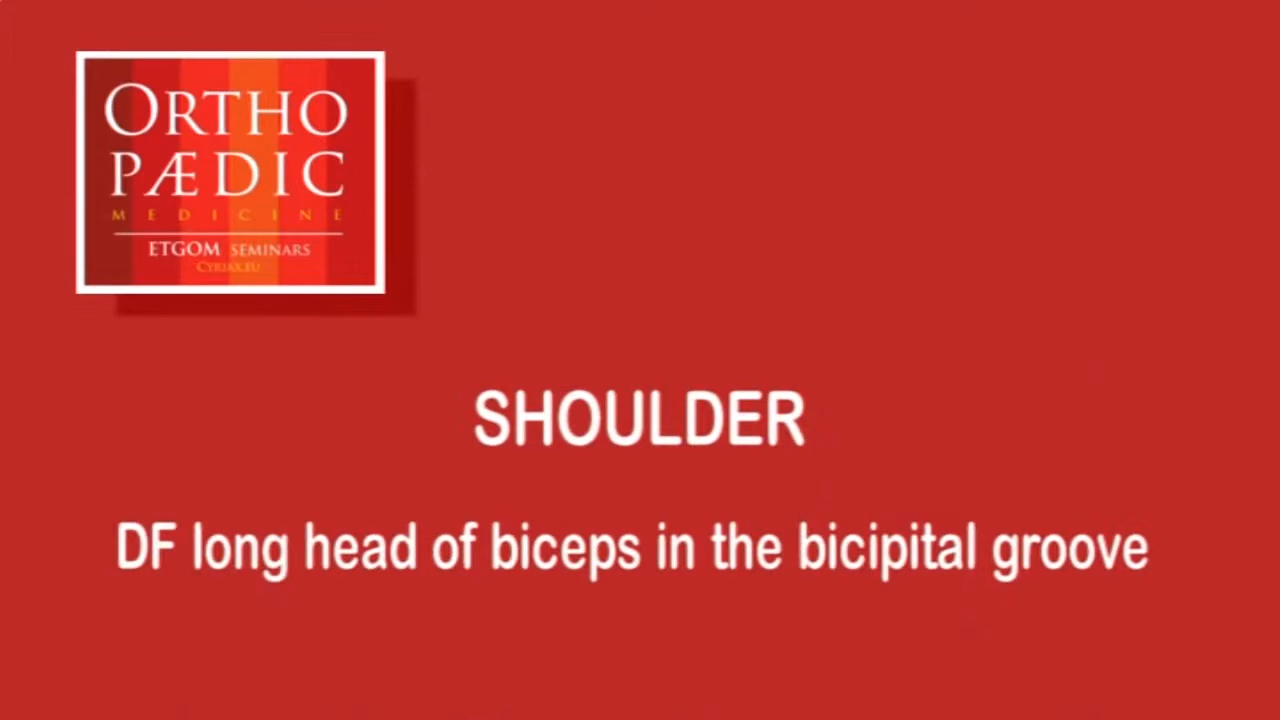 ORTHO
PÆDIC
MEDICINE
ETGOM SEMINARS
CYRIAX.EU
SHOULDER
DF long head of biceps in the bicipital groove